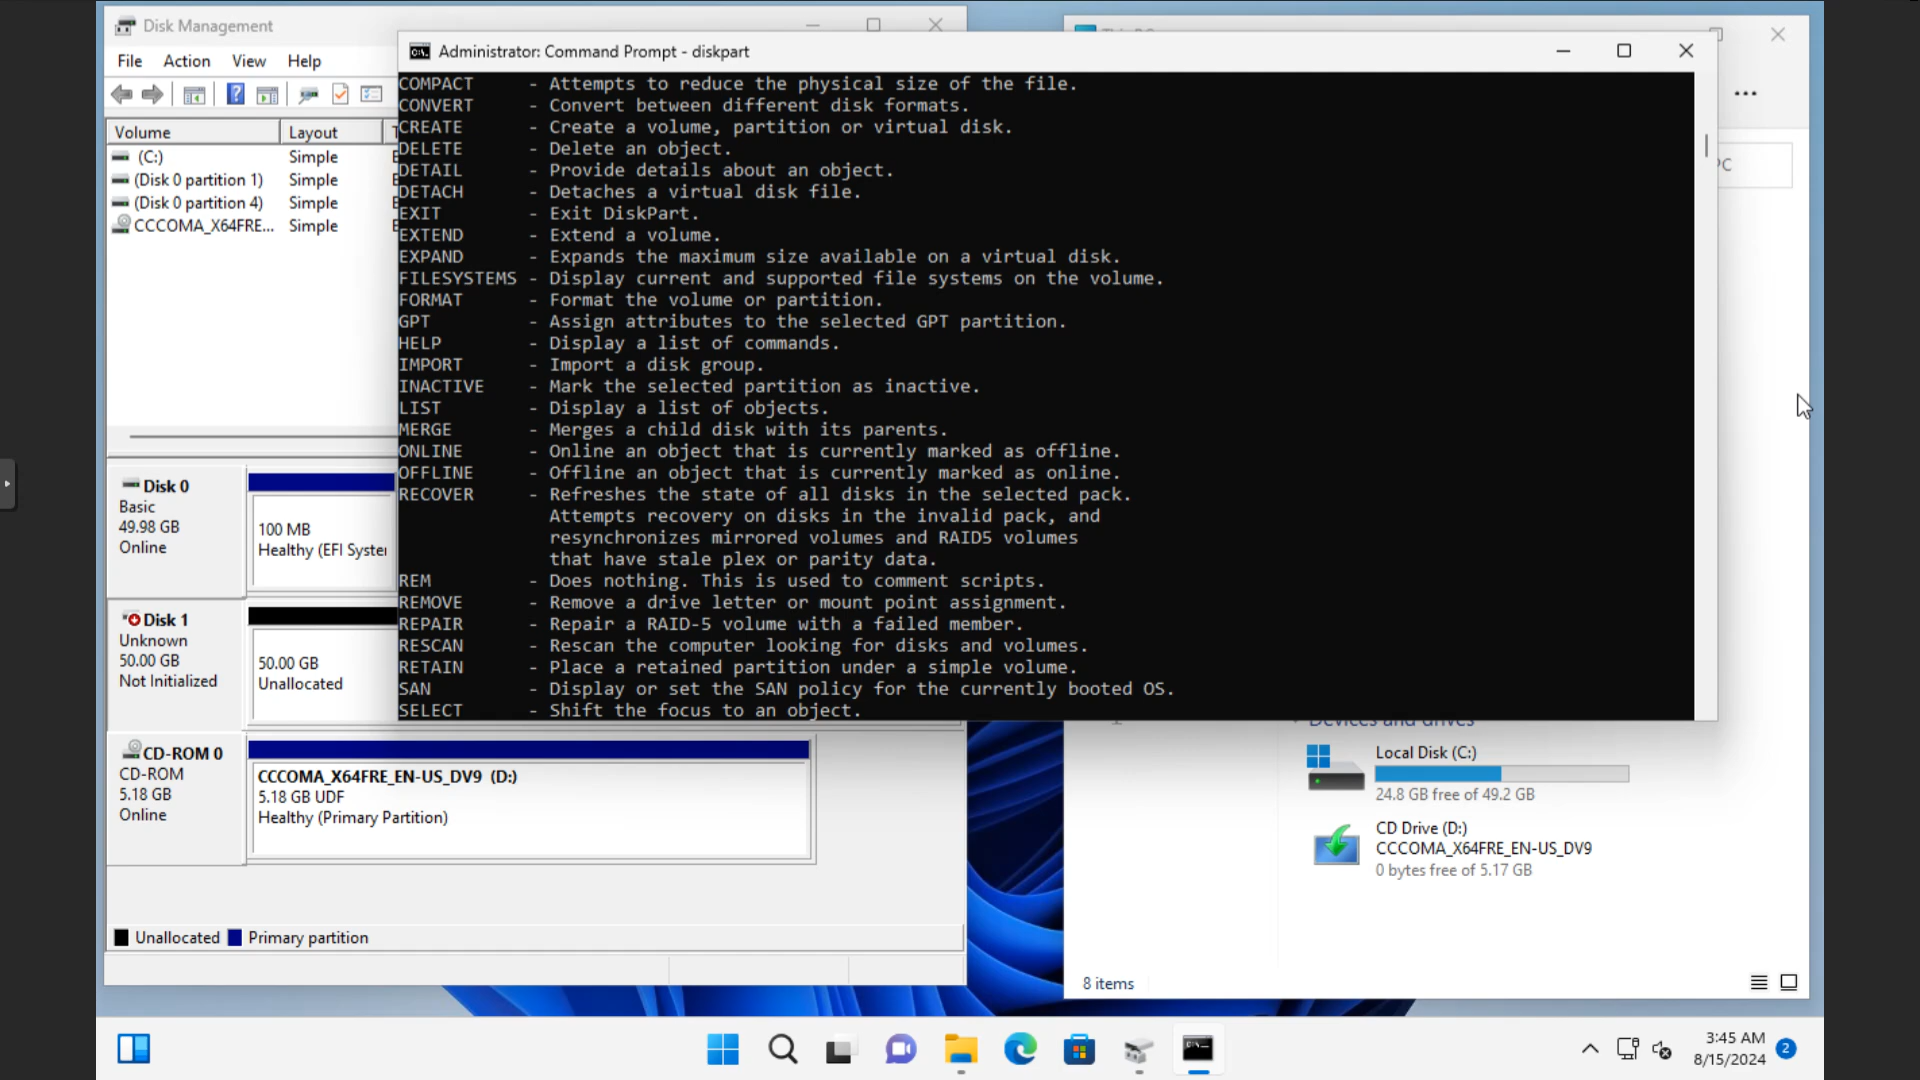 Disk Management
File Action View Help
Volume Layout
(C:) Simple
(Disk 0 partition 1) Simple
(Disk 0 partition 4) Simple
CCCOMA_X64FRE... Simple
Disk 0
Basic
49.98 GB
Online
100 MB
Healthy (EFI Syster
Disk 1
Unknown
50.00 GB
Not Initialized
50.00 GB
Unallocated
CD-ROM 0
CD-ROM
5.18 GB
Online
CCCOMA_X64FRE_EN-US_DV9 (D:)
5.18 GB UDF
Healthy (Primary Partition)
Unallocated Primary partition
Administrator: Command Prompt - diskpart
COMPACT - Attempts to reduce the physical size of the file.
CONVERT - Convert between different disk formats.
CREATE - Create a volume, partition or virtual disk.
DELETE - Delete an object.
DETAIL - Provide details about an object.
DETACH - Detaches a virtual disk file.
EXIT - Exit DiskPart.
EXTEND - Extend a volume.
EXPAND - Expands the maximum size available on a virtual disk.
FILESYSTEMS - Display current and supported file systems on the volume.
FORMAT - Format the volume or partition.
GPT - Assign attributes to the selected GPT partition.
HELP - Display a list of commands.
IMPORT - Import a disk group.
INACTIVE - Mark the selected partition as inactive.
LIST - Display a list of objects.
MERGE - Merges a child disk with its parents.
ONLINE - Online an object that is currently marked as offline.
OFFLINE - Offline an object that is currently marked as online.
RECOVER - Refreshes the state of all disks in the selected pack.
Attempts recovery on disks in the invalid pack, and
resynchronizes mirrored volumes and RAID5 volumes
that have stale plex or parity data.
REM - Does nothing. This is used to comment scripts.
REMOVE - Remove a drive letter or mount point assignment.
REPAIR - Repair a RAID-5 volume with a failed member.
RESCAN - Rescan the computer looking for disks and volumes.
RETAIN - Place a retained partition under a simple volume.
SAN - Display or set the SAN policy for the currently booted OS.
SELECT - Shift the focus to an object.
PC
Devices and drives
Local Disk (C:)
24.8 GB free of 49.2 GB
CD Drive (D:)
CCCOMA_X64FRE_EN-US_DV9
0 bytes free of 5.17 GB
8 items
3:45 AM
8/15/2024
2